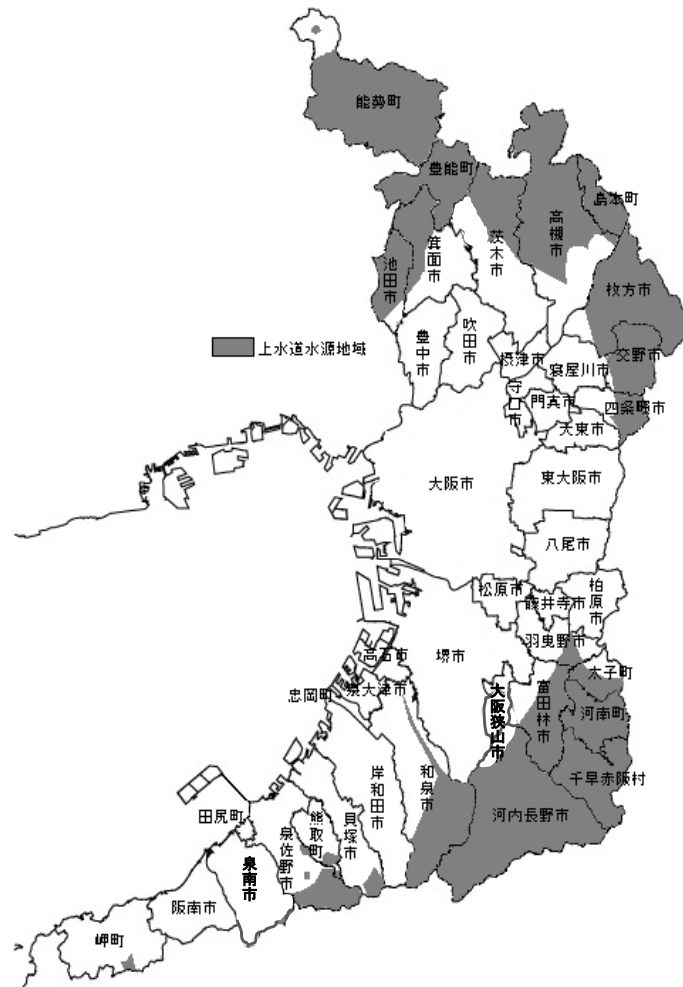 能勢町
豊能町
島本町
高槻市
茨木市
箕面市
池田市
枚方市
吹田市
豊中市
上水道水源地域
摂津市
交野市
寝屋川市
守口市
門真市
四条畷市
大東市
大阪市
東大阪市
八尾市
松原市
柏原市
藤井寺市
羽曳野市
高石市
堺市
太子町
大阪狭山市
富田林市
泉大津市
忠岡町
河南町
和泉市
岸和田市
千早赤阪村
河内長野市
田尻町
熊取町
貝塚市
泉佐野市
泉南市
阪南市
岬町